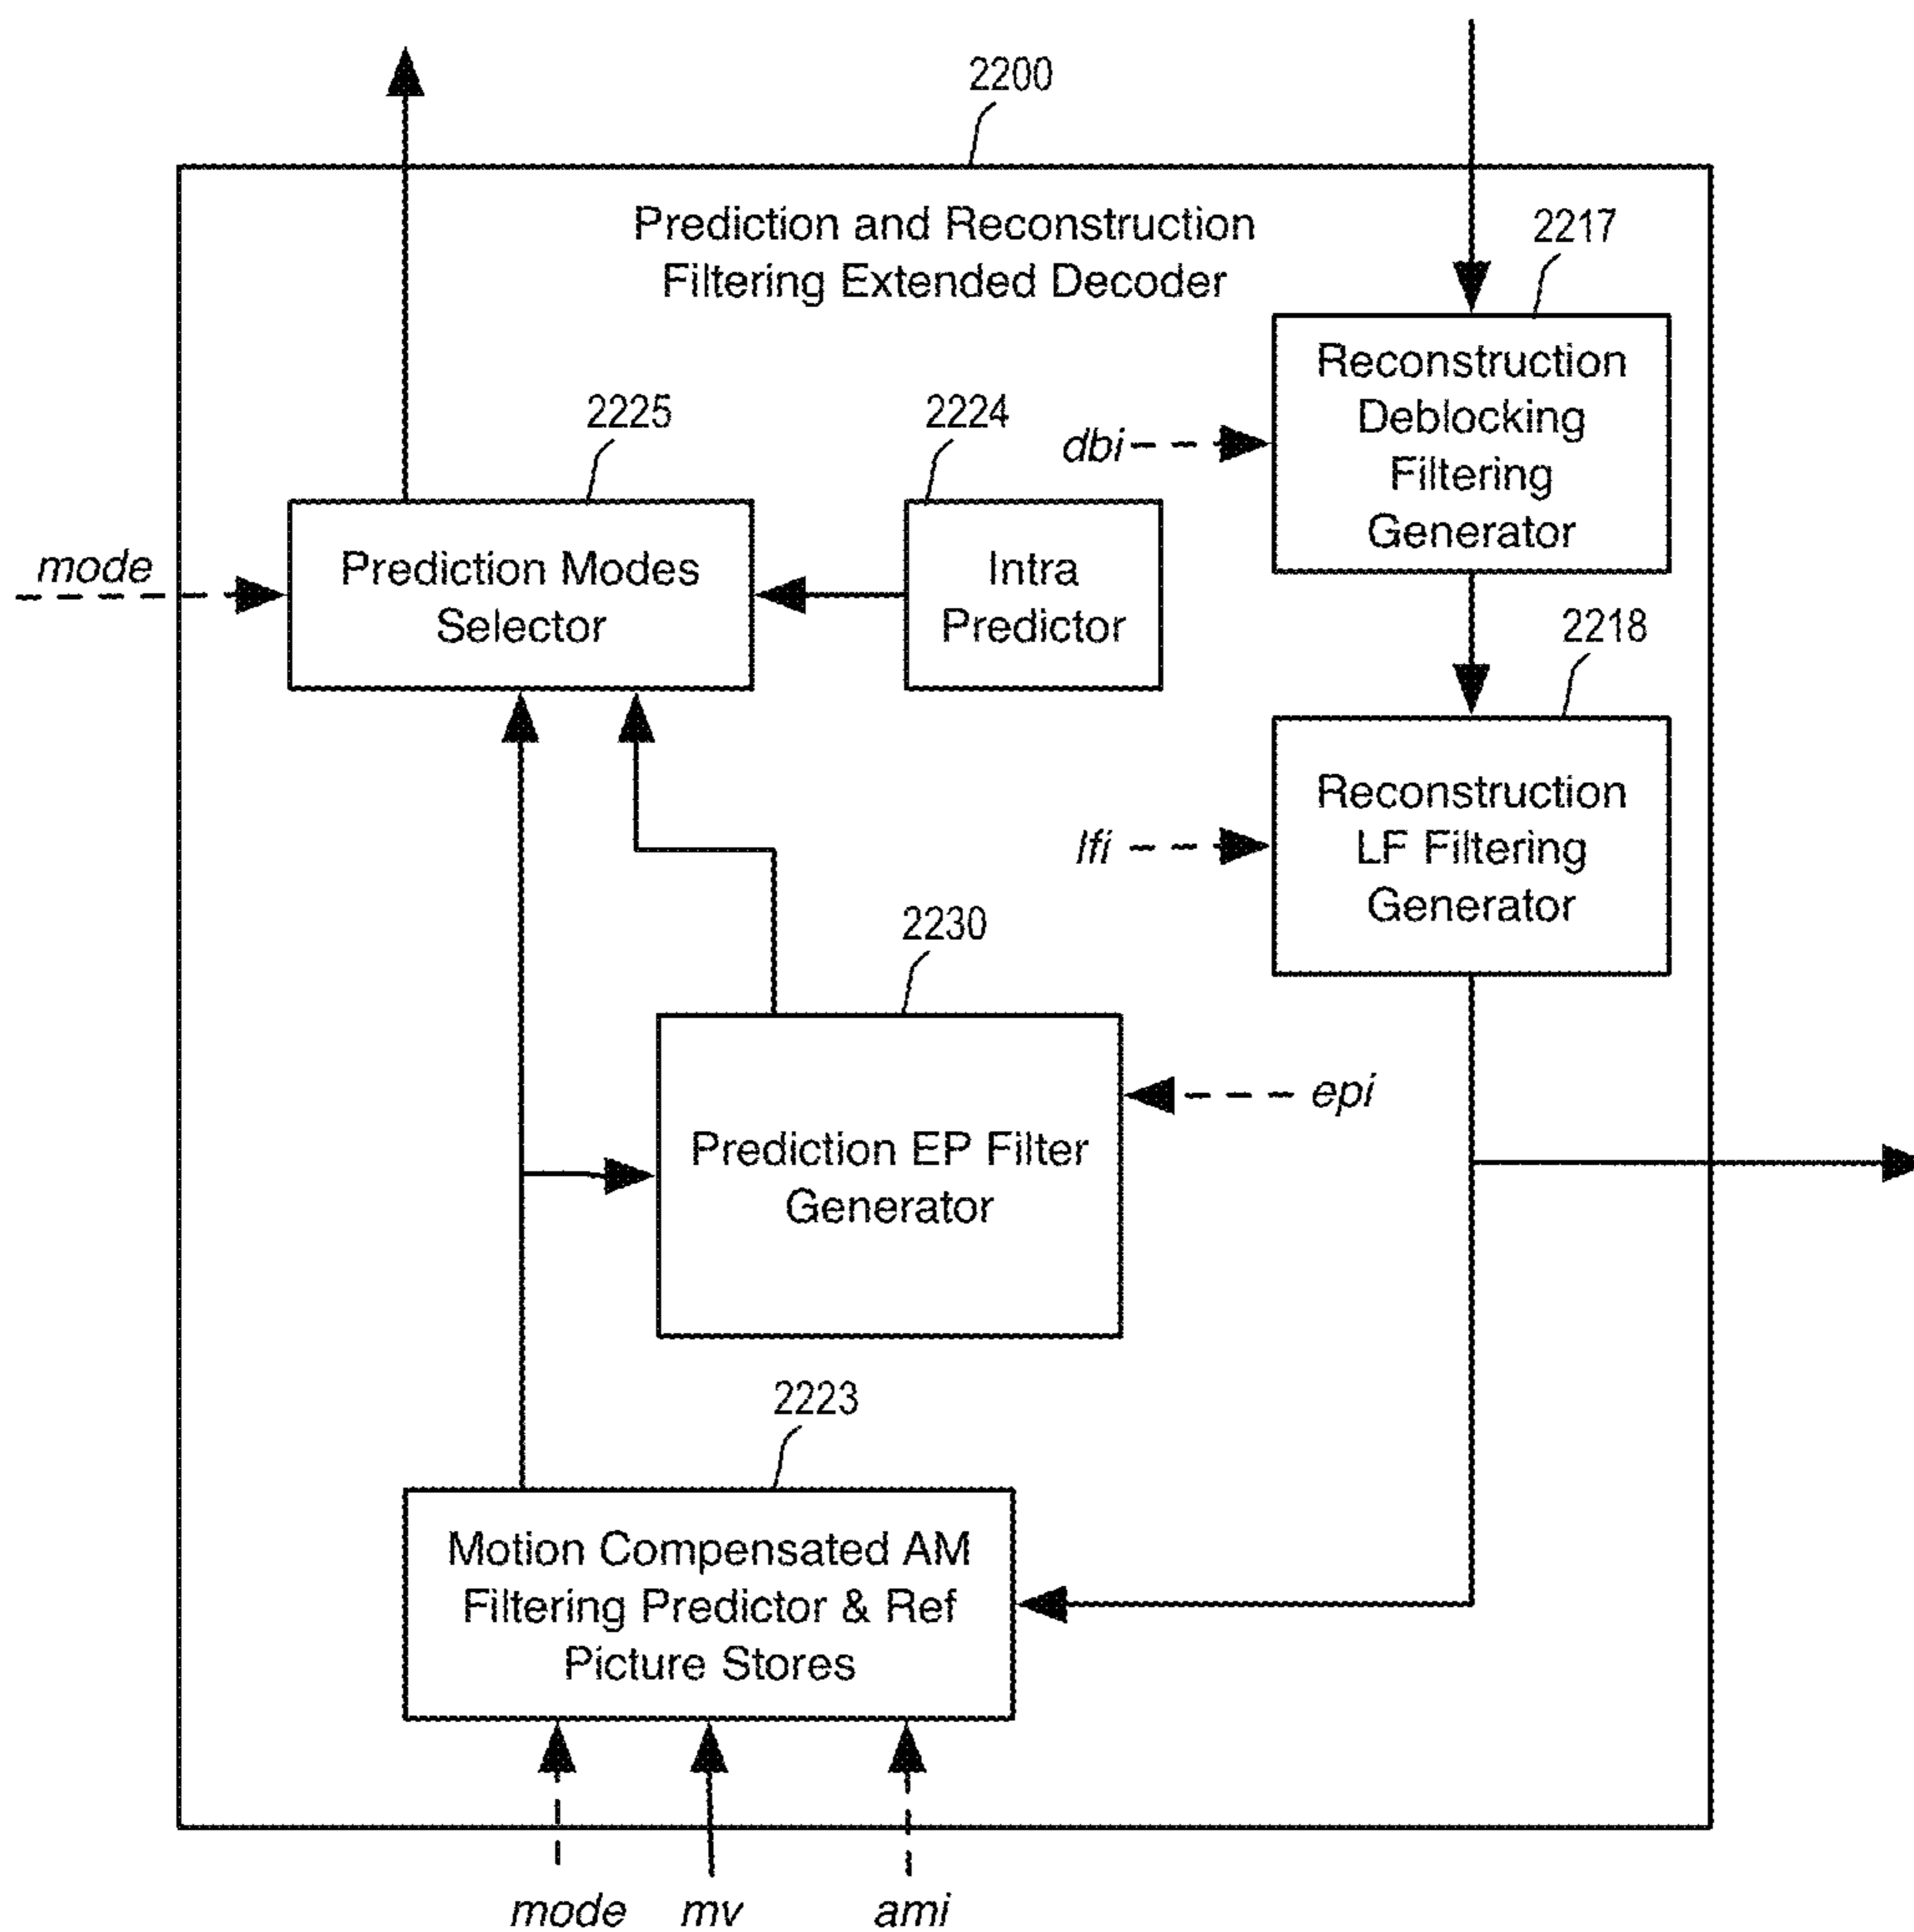 2200
Prediction and Reconstruction
Filtering Extended Decoder
2217
Reconstruction
Deblocking
Filtering
Generator
dbi
2225
2224
mode
Prediction Modes
Selector
Intra
Predictor
2218
Reconstruction
LF Filtering
Generator
lfi
2230
Prediction EP Filter
Generator
epi
2223
Motion Compensated AM
Filtering Predictor & Ref
Picture Stores
mode mv ami